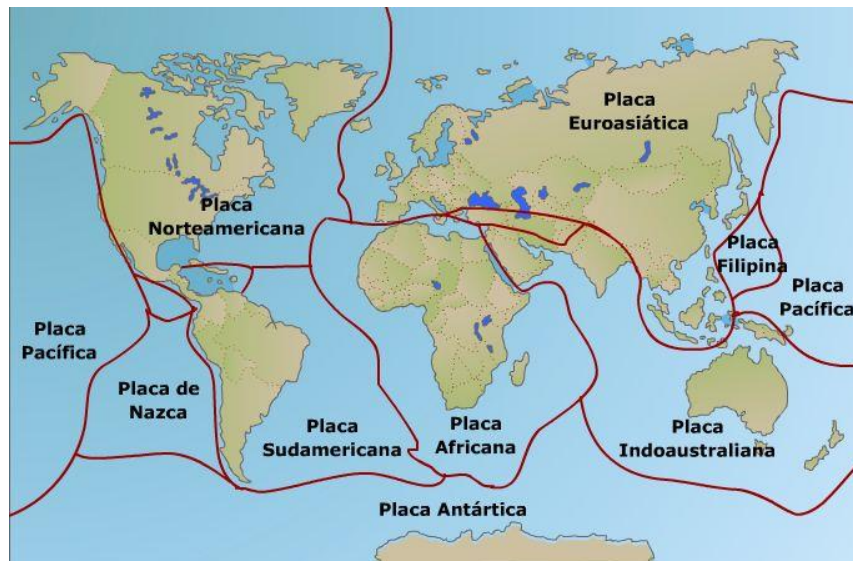 Placa
Euroasiática
Placa
Norteamericana
Placa
Filipina
Placa
Pacífica
Placa
Pacífica
Placa de
Nazca
Placa
Sudamericana
Placa
Africana
Placa
Indoaustraliana
Placa Antártica